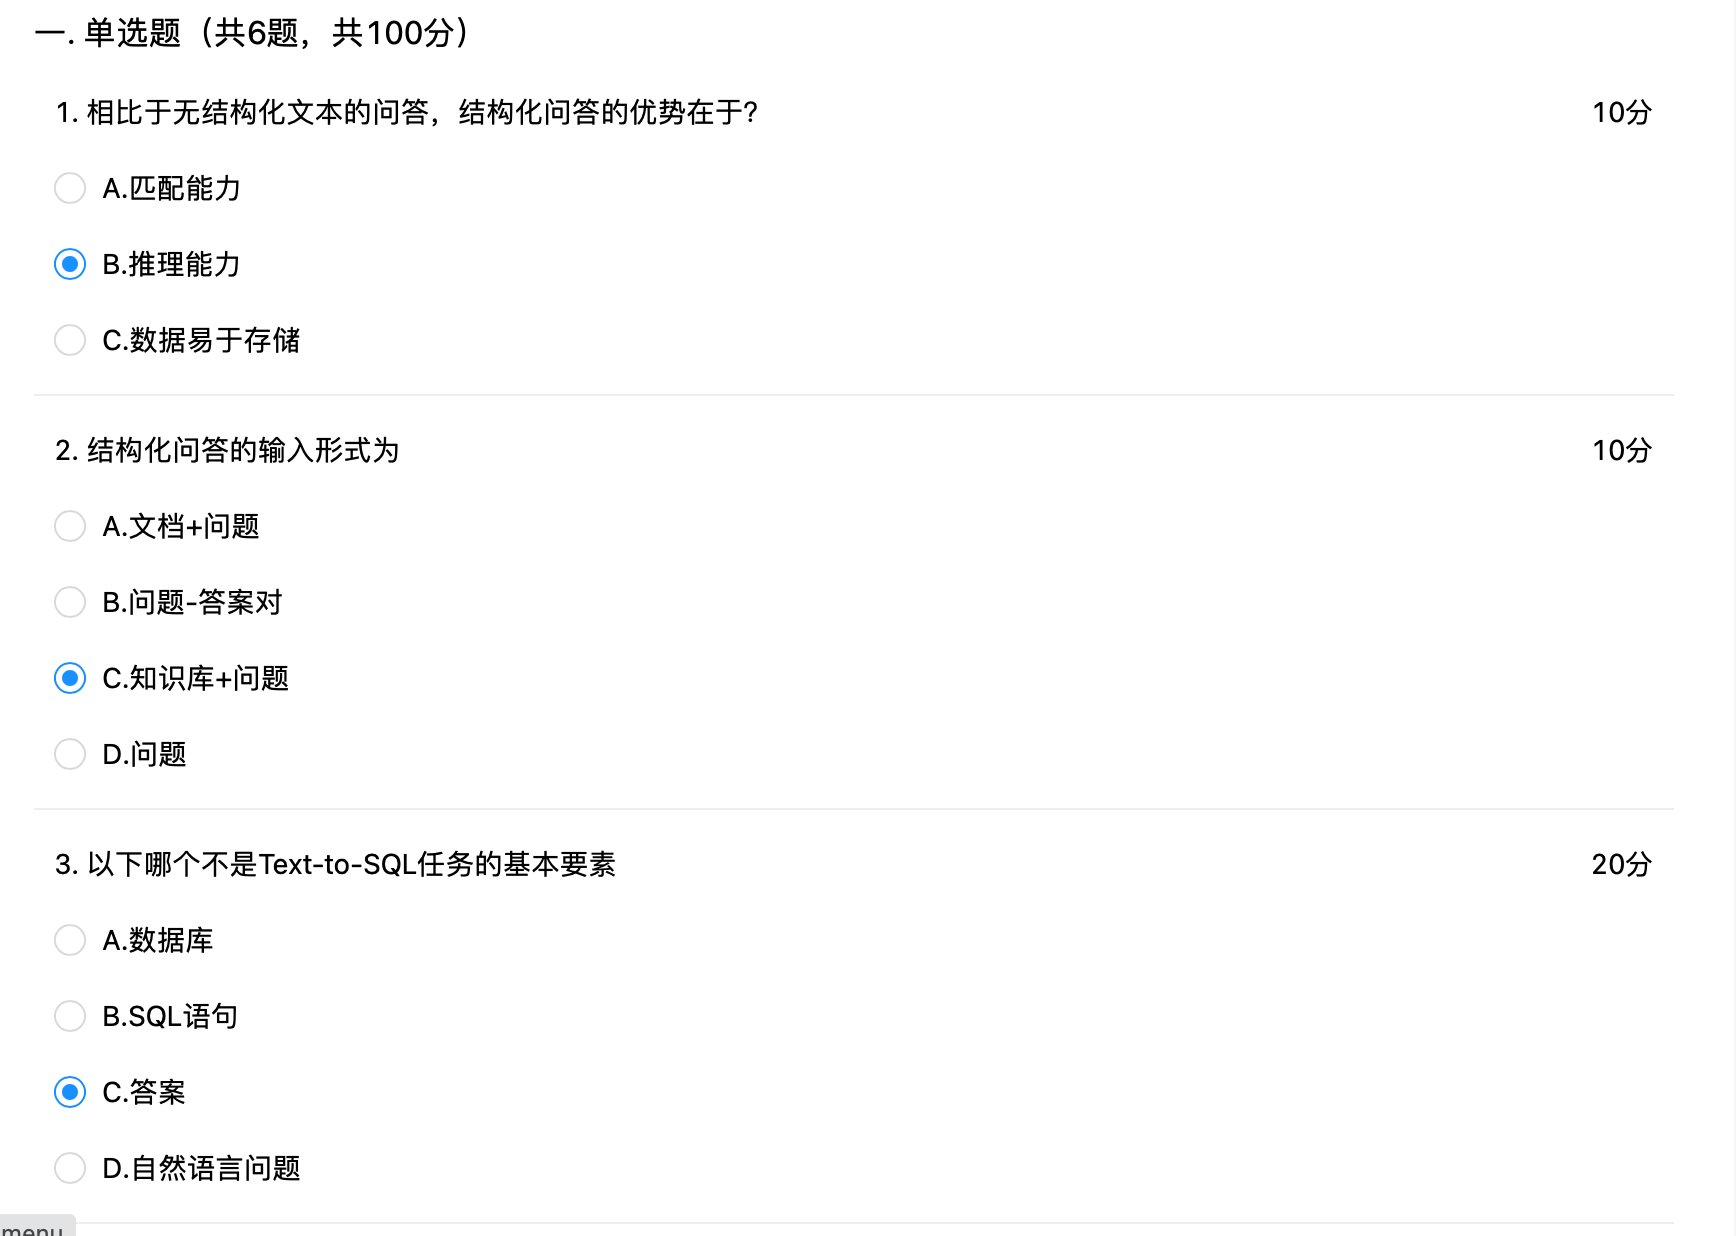 一. 单选题（共6题，共100分）
1. 相比于无结构化文本的问答，结构化问答的优势在于? 10分
A.匹配能力
B.推理能力
C.数据易于存储
2. 结构化问答的输入形式为 10分
A.文档+问题
B.问题-答案对
C.知识库+问题
D.问题
3. 以下哪个不是Text-to-SQL任务的基本要素 20分
A.数据库
B.SQL语句
C.答案
D.自然语言问题
menu